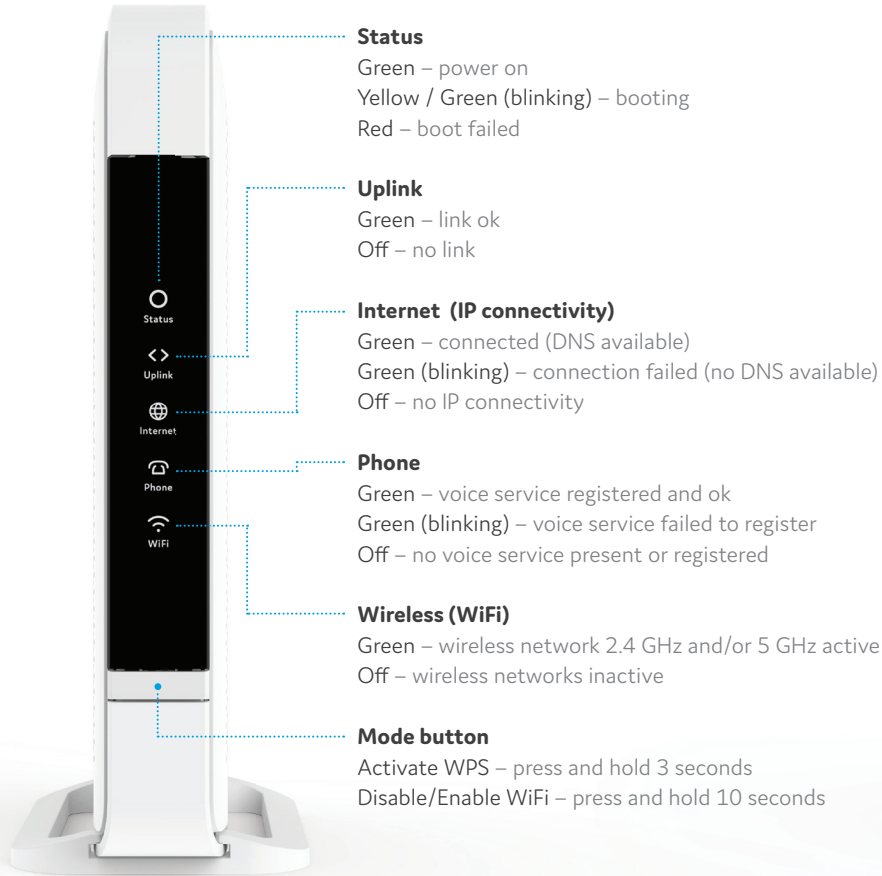 Status
Green – power on
Yellow / Green (blinking) – booting
Red – boot failed
Uplink
Green – link ok
Off – no link
Internet (IP connectivity)
Green – connected (DNS available)
Green (blinking) – connection failed (no DNS available)
Off – no IP connectivity
Phone
Green – voice service registered and ok
Green (blinking) – voice service failed to register
Off – no voice service present or registered
Wireless (WiFi)
Green – wireless network 2.4 GHz and/or 5 GHz active
Off – wireless networks inactive
Mode button
Activate WPS – press and hold 3 seconds
Disable/Enable WiFi – press and hold 10 seconds
Status
Uplink
Internet
Phone
WiFi